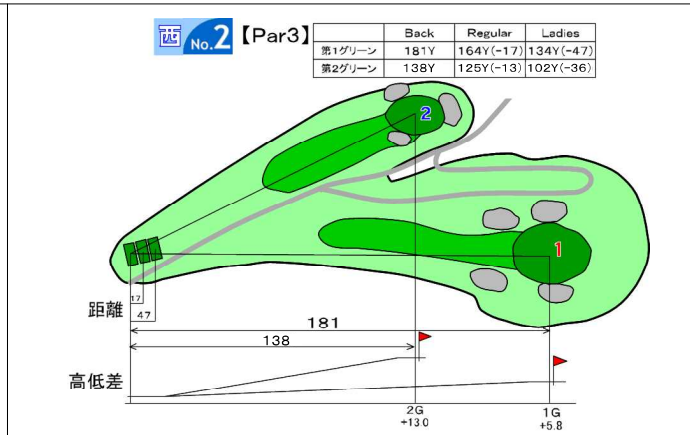 西 No.2 【Par3】
Back Regular Ladies
第1グリーン 181Y 164Y(-17) 134Y(-47)
第2グリーン 138Y 125Y(-13) 102Y(-36)
2
1
距離
17
47
181
138
高低差
2G 1G
+13.0 +5.8